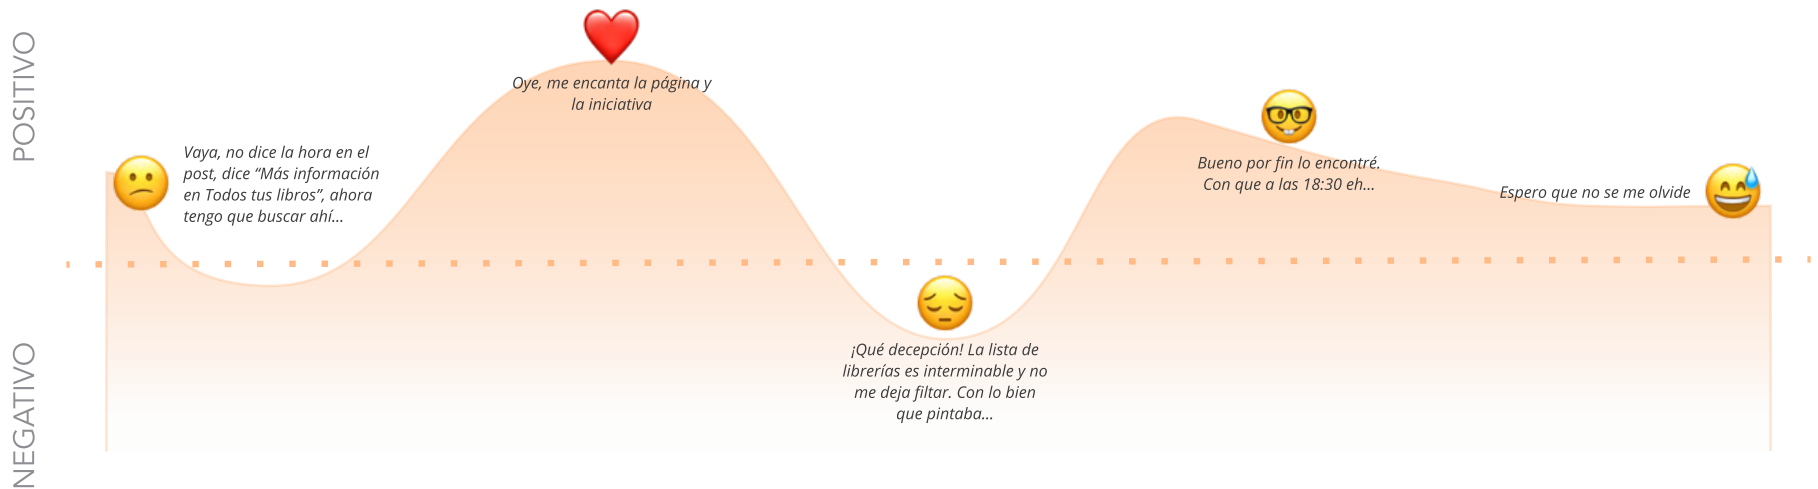 POSITIVO
NEGATIVO
Vaya, no dice la hora en el
post, dice “Más información
en Todos tus libros”, ahora
tengo que buscar ahí...
Oye, me encanta la página y
la iniciativa
¡Qué decepción! La lista de
librerías es interminable y no
me deja filtar. Con lo bien
que pintaba...
Bueno por fin lo encontré.
Con que a las 18:30 eh...
Espero que no se me olvide